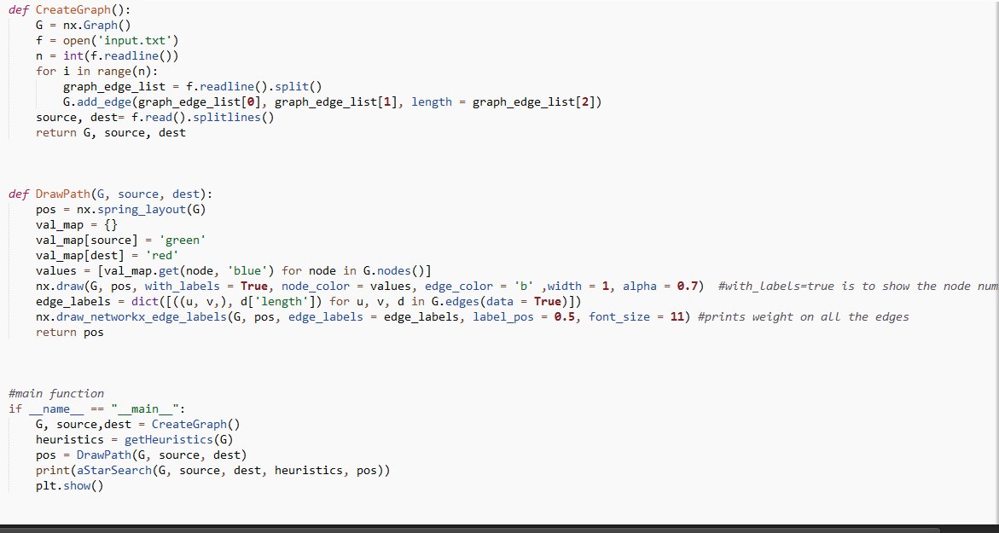 def CreateGraph():
    G = nx.Graph()
    f = open('input.txt')
    n = int(f.readline())
    for i in range(n):
        graph_edge_list = f.readline().split()
        G.add_edge(graph_edge_list[0], graph_edge_list[1], length = graph_edge_list[2])
    source, dest= f.read().splitlines()
    return G, source, dest
def DrawPath(G, source, dest):
    pos = nx.spring_layout(G)
    val_map = {}
    val_map[source] = 'green'
    val_map[dest] = 'red'
    values = [val_map.get(node, 'blue') for node in G.nodes()]
    nx.draw(G, pos, with_labels = True, node_color = values, edge_color = 'b' ,width = 1, alpha = 0.7)  #with_labels=true is to show the node num
    edge_labels = dict([((u, v,), d['length']) for u, v, d in G.edges(data = True)])
    nx.draw_networkx_edge_labels(G, pos, edge_labels = edge_labels, label_pos = 0.5, font_size = 11) #prints weight on all the edges
    return pos
#main function
if __name__ == "__main__":
    G, source,dest = CreateGraph()
    heuristics = getHeuristics(G)
    pos = DrawPath(G, source, dest)
    print(aStarSearch(G, source, dest, heuristics, pos))
    plt.show()